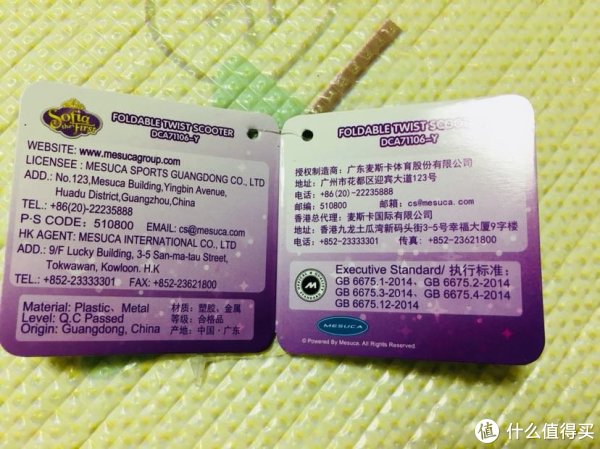 Sofia
the First
FOLDABLE TWIST SCOOTER
DCA71106-Y
WEBSITE: www.mesucagroup.com
LICENSEE : MESUCA SPORTS GUANGDONG CO., LTD
ADD.: No.123,Mesuca Building,Yingbin Avenue,
Huadu District,Guangzhou,China
TEL.: +86(20)-22235888
P·S CODE: 510800 EMAIL: cs@mesuca.com
HK AGENT: MESUCA INTERNATIONAL CO., LTD
ADD.: 9/F Lucky Building, 3-5 San-ma-tau Street,
Tokwawan, Kowloon. H.K
TEL.: +852-23333301 FAX: +852-23621800
Material: Plastic、Metal 材质: 塑胶、金属
Level: Q.C Passed 等级: 合格品
Origin: Guangdong, China 产地: 中国·广东
FOLDABLE TWIST SCOOTER
DCA71106-Y
授权制造商: 广东麦斯卡体育股份有限公司
地址: 广州市花都区迎宾大道123号
电话: +86 (20)-22235888
邮编: 510800 邮箱: cs@mesuca.com
香港总代理: 麦斯卡国际有限公司
地址: 香港九龙土瓜湾新码头街3-5号幸福大厦9字楼
电话: +852-23333301 传真: +852-23621800
Executive Standard/ 执行标准:
GB 6675.1-2014、GB 6675.2-2014
GB 6675.3-2014、GB 6675.4-2014
GB 6675.12-2014
MESUCA
© Powered By Mesuca. All Rights Reserved.
值 什么值得买